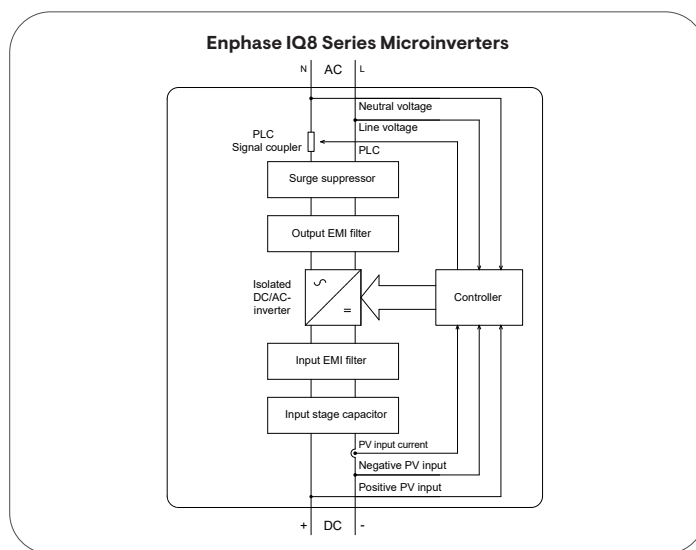 Enphase IQ8 Series Microinverters
N AC L
Neutral voltage
Line voltage
PLC
Signal coupler
PLC
Surge suppressor
Output EMI filter
Isolated
DC/AC-
inverter
Controller
Input EMI filter
Input stage capacitor
PV input current
Negative PV input
Positive PV input
+ DC -